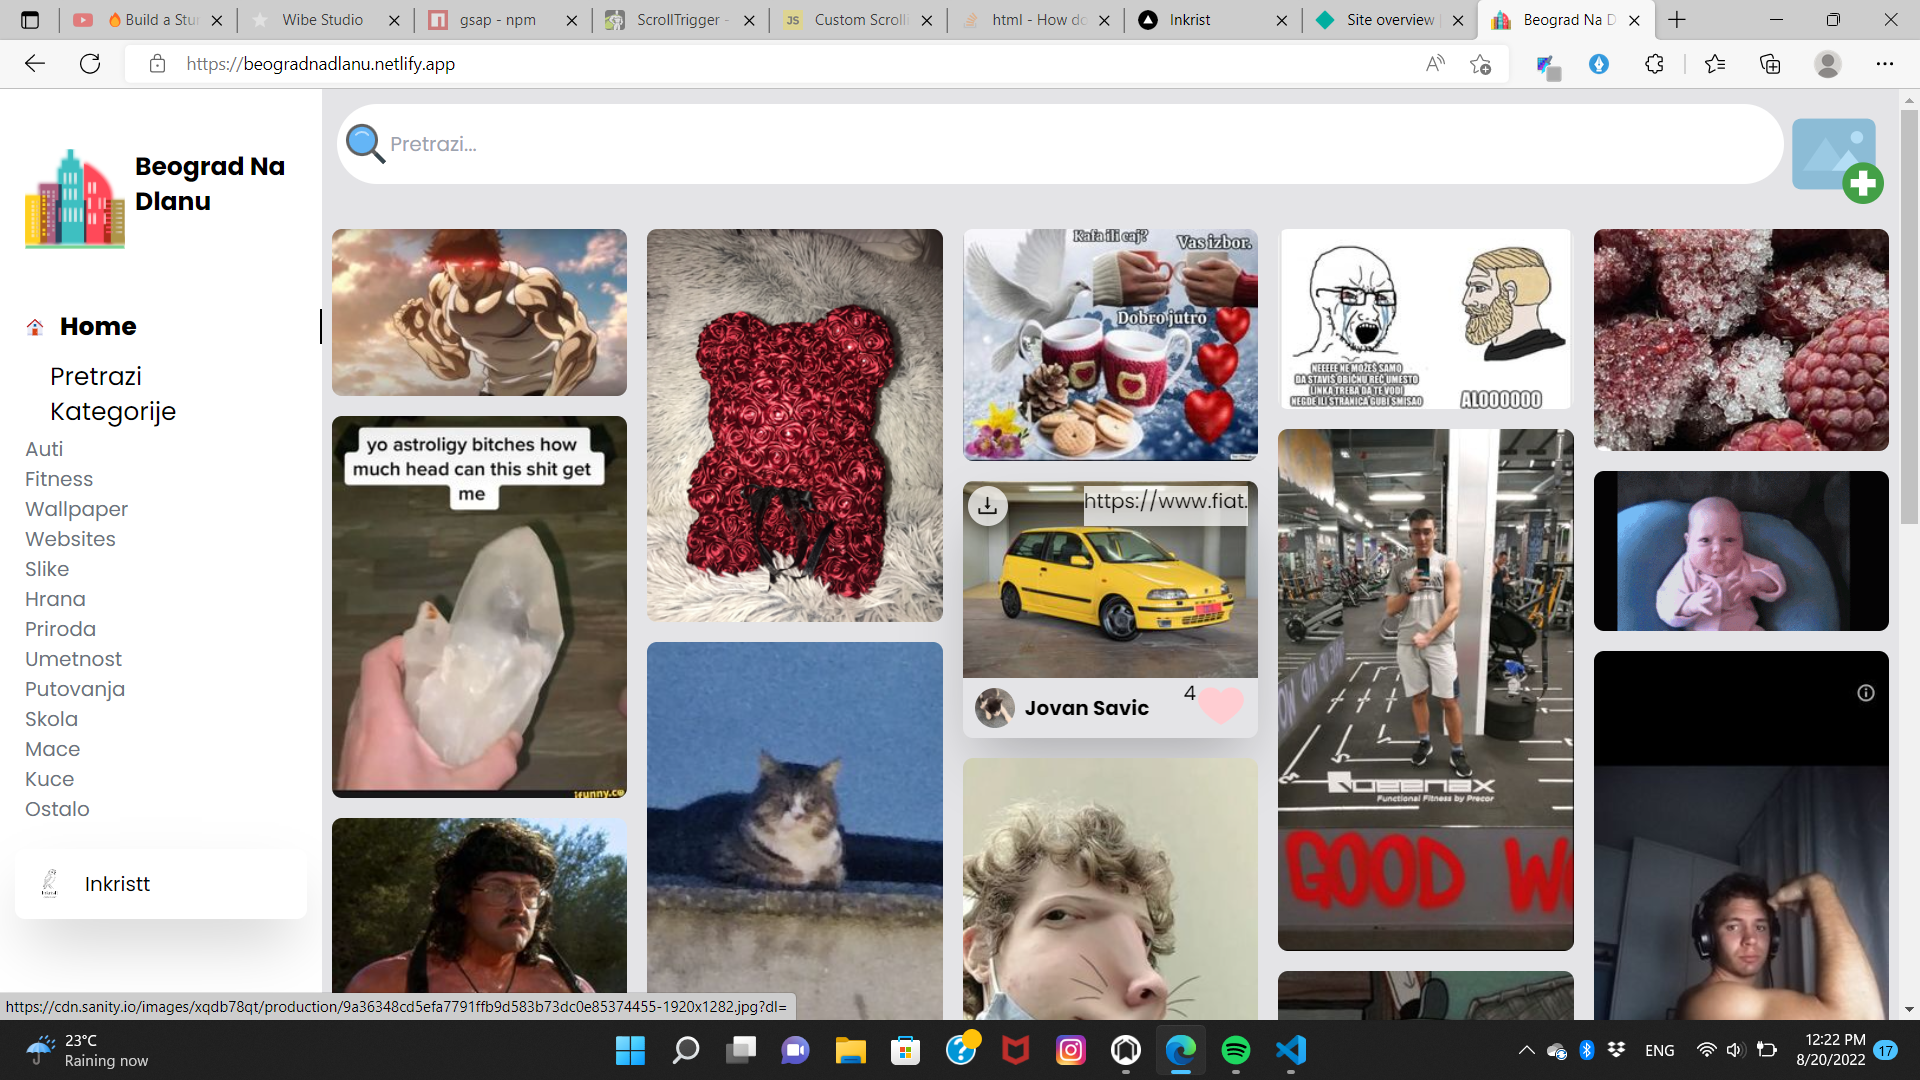 🔥 Build a Stu
Wibe Studio
gsap - npm
ScrollTrigger -
JS
Custom Scrolli
html - How do
Inkrist
Site overview
Beograd Na D
https://beogradnadlanu.netlify.app
Beograd Na
Dlanu
Home
Pretrazi
Kategorije
Auti
Fitness
Wallpaper
Websites
Slike
Hrana
Priroda
Umetnost
Putovanja
Skola
Mace
Kuce
Ostalo
Inkristt
Pretrazi...
yo astroligy bitches how
much head can this shit get
me
ifunny.co
Kafa ili caj?
Vas izbor.
Dobro jutro
https://www.fiat.
Jovan Savic
4
NEEEEE NE MOŽEŠ SAMO
DA STAVIŠ OBIČNU REČ UMESTO
LINKA TREBA DA TE VODI
NEGDE ILI STRANICA GUBI SMISAO
ALOOOOOO
QUEENAX
Functional Fitness by Precor
GOOD WO
https://cdn.sanity.io/images/xqdb78qt/production/9a36348cd5efa7791ffb9d583b73dc0e85374455-1920x1282.jpg?dl=
23°C
Raining now
ENG
12:22 PM
8/20/2022
17